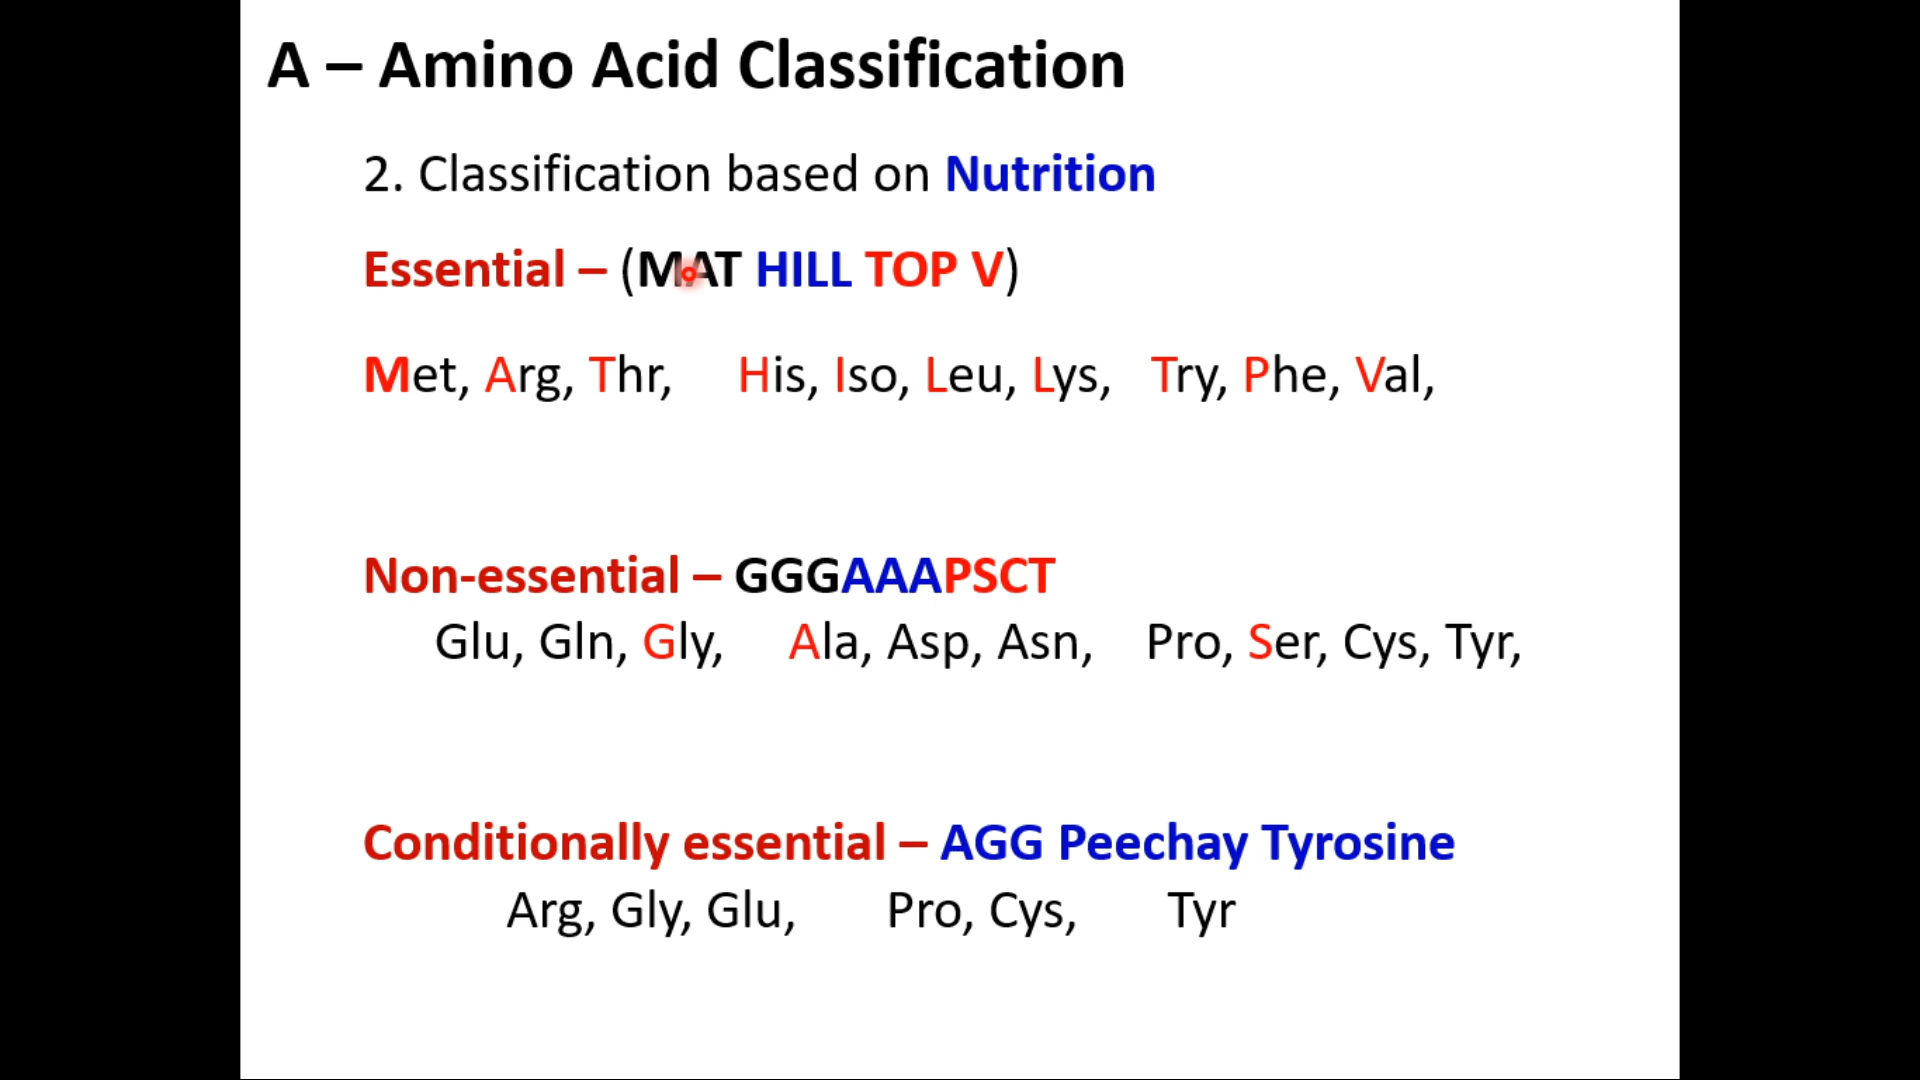 A – Amino Acid Classification
2. Classification based on Nutrition
Essential – (MAT HILL TOP V)
Met, Arg, Thr, His, Iso, Leu, Lys, Try, Phe, Val,
Non-essential – GGGAAAPSCT
Glu, Gln, Gly, Ala, Asp, Asn, Pro, Ser, Cys, Tyr,
Conditionally essential – AGG Peechay Tyrosine
Arg, Gly, Glu, Pro, Cys, Tyr